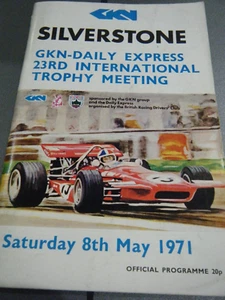 GKN
SILVERSTONE
GKN-DAILY EXPRESS
23RD INTERNATIONAL
TROPHY MEETING
GKN
sponsored by the GKN group
and the Daily Express
organised by the British Racing Drivers' Club
2
Saturday 8th May 1971
OFFICIAL PROGRAMME 20p